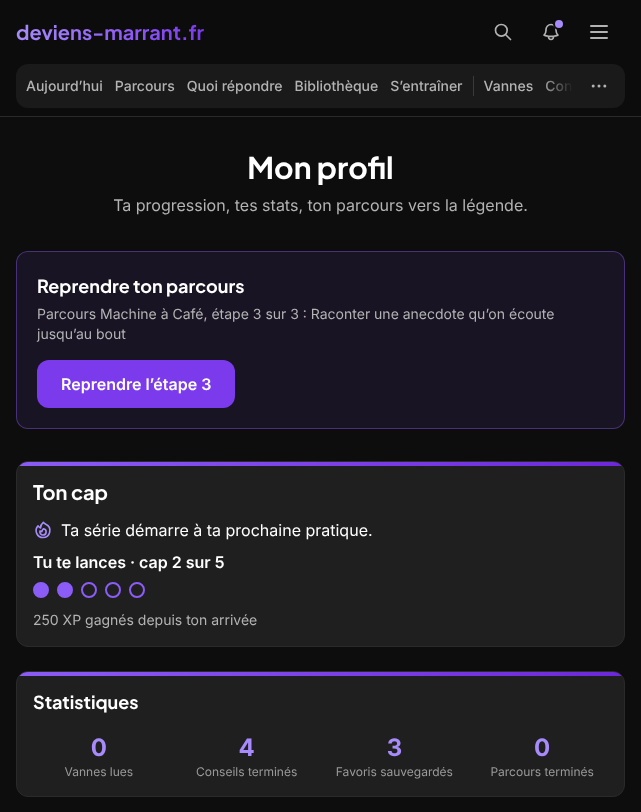 deviens-marrant.fr
Aujourd’hui Parcours Quoi répondre Bibliothèque S’entraîner Vannes Con
Mon profil
Ta progression, tes stats, ton parcours vers la légende.
Reprendre ton parcours
Parcours Machine à Café, étape 3 sur 3 : Raconter une anecdote qu’on écoute
jusqu’au bout
Reprendre l’étape 3
Ton cap
Ta série démarre à ta prochaine pratique.
Tu te lances · cap 2 sur 5
250 XP gagnés depuis ton arrivée
Statistiques
0 4 3 0
Vannes lues Conseils terminés Favoris sauvegardés Parcours terminés